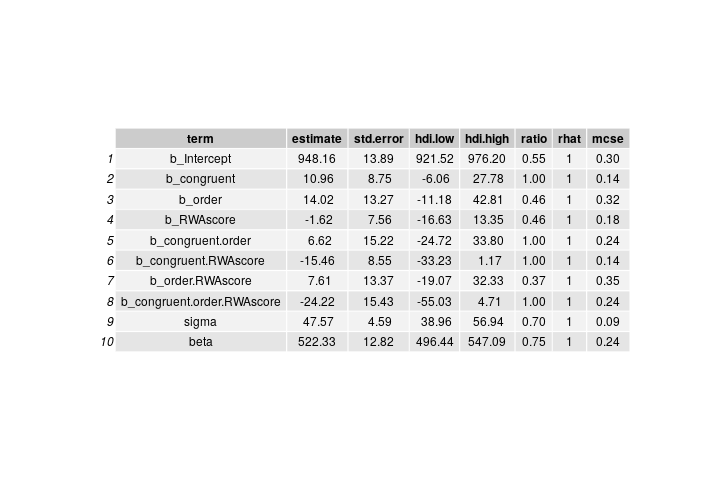 term estimate std.error hdi.low hdi.high ratio rhat mcse
1 b_Intercept 948.16 13.89 921.52 976.20 0.55 1 0.30
2 b_congruent 10.96 8.75 -6.06 27.78 1.00 1 0.14
3 b_order 14.02 13.27 -11.18 42.81 0.46 1 0.32
4 b_RWAscore -1.62 7.56 -16.63 13.35 0.46 1 0.18
5 b_congruent.order 6.62 15.22 -24.72 33.80 1.00 1 0.24
6 b_congruent.RWAscore -15.46 8.55 -33.23 1.17 1.00 1 0.14
7 b_order.RWAscore 7.61 13.37 -19.07 32.33 0.37 1 0.35
8 b_congruent.order.RWAscore -24.22 15.43 -55.03 4.71 1.00 1 0.24
9 sigma 47.57 4.59 38.96 56.94 0.70 1 0.09
10 beta 522.33 12.82 496.44 547.09 0.75 1 0.24